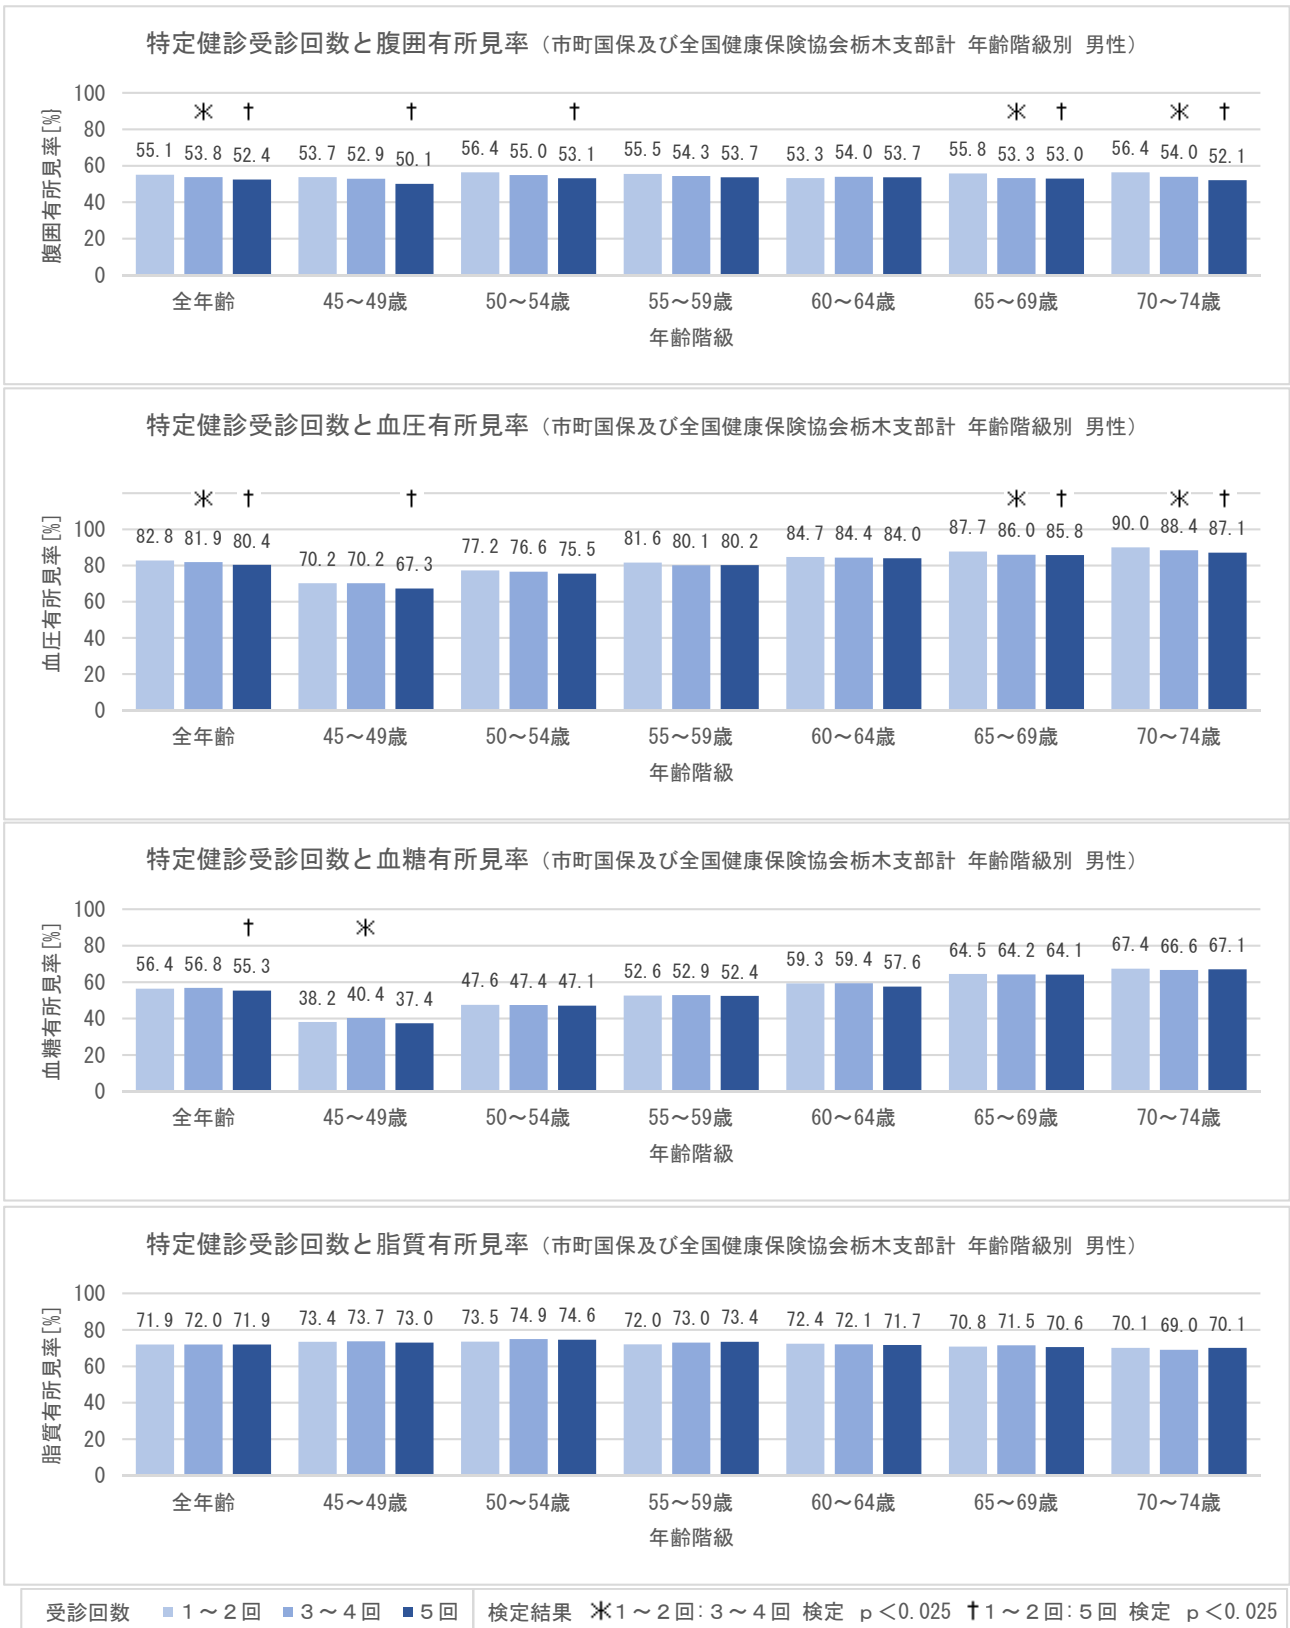 特定健診受診回数と腹囲有所見率（市町国保及び全国健康保険協会栃木支部計 年齢階級別 男性）
腹囲有所見率[%]
100
80
60
40
20
0
＊ † † † ＊ † ＊ †
55.1 53.8 52.4 53.7 52.9 50.1 56.4 55.0 53.1 55.5 54.3 53.7 53.3 54.0 53.7 55.8 53.3 53.0 56.4 54.0 52.1
全年齢 45～49歳 50～54歳 55～59歳 60～64歳 65～69歳 70～74歳
年齢階級
特定健診受診回数と血圧有所見率（市町国保及び全国健康保険協会栃木支部計 年齢階級別 男性）
血圧有所見率[%]
100
80
60
40
20
0
＊ † † ＊ † ＊ †
82.8 81.9 80.4 70.2 70.2 67.3 77.2 76.6 75.5 81.6 80.1 80.2 84.7 84.4 84.0 87.7 86.0 85.8 90.0 88.4 87.1
全年齢 45～49歳 50～54歳 55～59歳 60～64歳 65～69歳 70～74歳
年齢階級
特定健診受診回数と血糖有所見率（市町国保及び全国健康保険協会栃木支部計 年齢階級別 男性）
血糖有所見率[%]
100
80
60
40
20
0
† ＊
56.4 56.8 55.3 38.2 40.4 37.4 47.6 47.4 47.1 52.6 52.9 52.4 59.3 59.4 57.6 64.5 64.2 64.1 67.4 66.6 67.1
全年齢 45～49歳 50～54歳 55～59歳 60～64歳 65～69歳 70～74歳
年齢階級
特定健診受診回数と脂質有所見率（市町国保及び全国健康保険協会栃木支部計 年齢階級別 男性）
脂質有所見率[%]
100
80
60
40
20
0
71.9 72.0 71.9 73.4 73.7 73.0 73.5 74.9 74.6 72.0 73.0 73.4 72.4 72.1 71.7 70.8 71.5 70.6 70.1 69.0 70.1
全年齢 45～49歳 50～54歳 55～59歳 60～64歳 65～69歳 70～74歳
年齢階級
受診回数 １～２回 ３～４回 ５回 検定結果 ＊１～２回：３～４回 検定 p＜0.025 †１～２回：５回 検定 p＜0.025